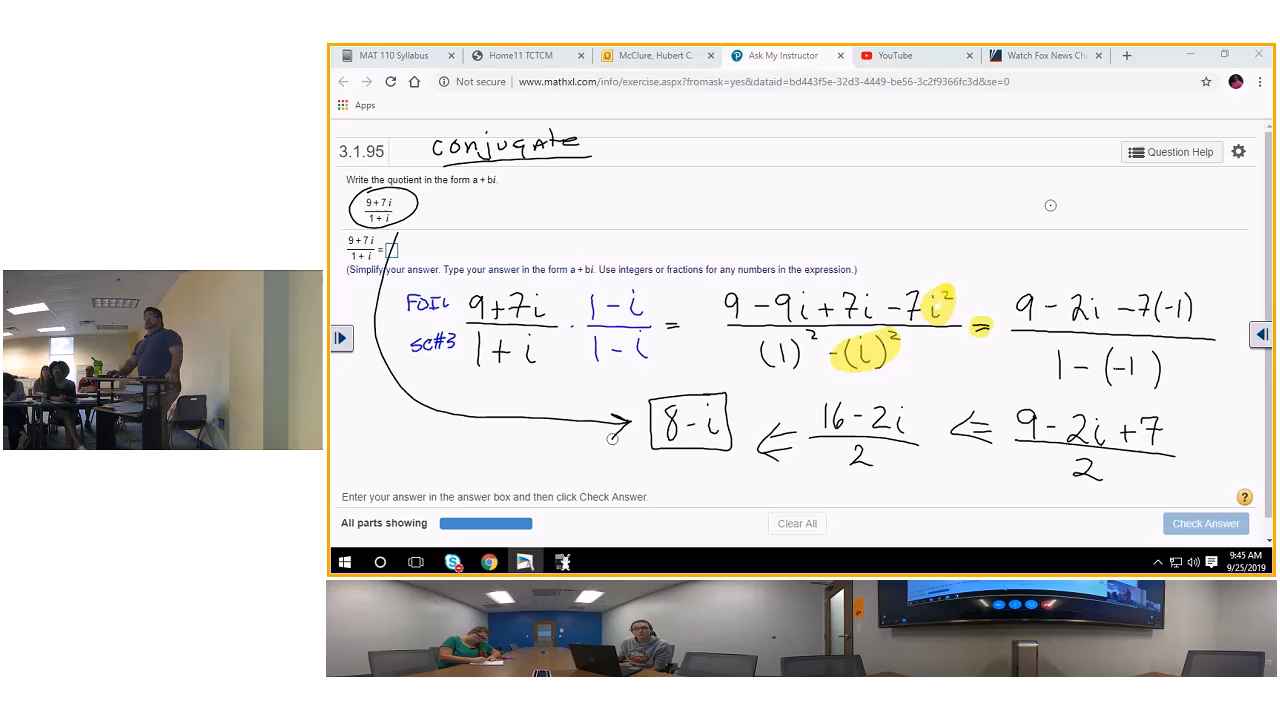 MAT 110 Syllabus
Home11 TCTCM
McClure, Hubert C. -
Ask My Instructor
YouTube
Watch Fox News Cha
Not secure www.mathxl.com/info/exercise.aspx?fromask=yes&dataid=bd443f5e-32d3-4449-be56-3c2f9366fc3d&se=0
Apps
3.1.95
conjugate
Question Help
Write the quotient in the form a + bi.
9+7i
1+i
9+7i
1+i
=
(Simplify your answer. Type your answer in the form a + bi. Use integers or fractions for any numbers in the expression.)
FOIL 9+7i · 1-i = 9 - 9i + 7i - 7i² = 9 - 2i - 7(-1)
SC#3 1+i 1-i (1)² - (i)² 1 - (-1)
8-i ⇐ 16-2i ⇐ 9-2i+7
2 2
Enter your answer in the answer box and then click Check Answer.
All parts showing
Clear All
Check Answer
9:45 AM
9/25/2019